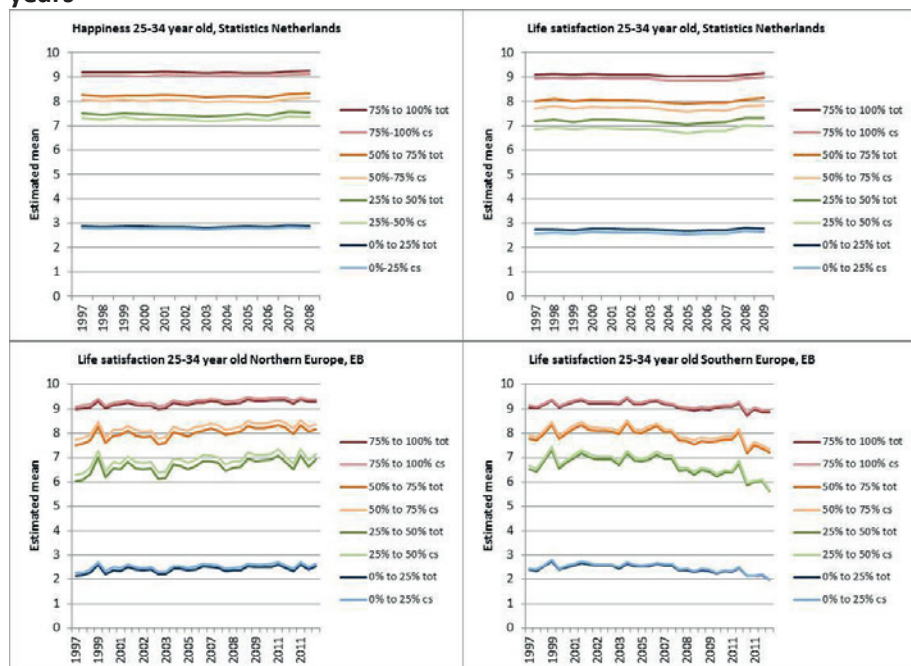 years
Happiness 25-34 year old, Statistics Netherlands
Estimated mean
10
9
8
7
6
5
4
3
2
1
0
1997
1998
1999
2000
2001
2002
2003
2004
2005
2006
2007
2008
75% to 100% tot
75%-100% cs
50% to 75% tot
50%-75% cs
25% to 50% tot
25%-50% cs
0% to 25% tot
0%-25% cs
Life satisfaction 25-34 year old, Statistics Netherlands
Estimated mean
10
9
8
7
6
5
4
3
2
1
0
1997
1998
1999
2000
2001
2002
2003
2004
2005
2006
2007
2008
2009
75% to 100% tot
75% to 100% cs
50% to 75% tot
50% to 75% cs
25% to 50% tot
25% to 50% cs
0% to 25% tot
0% to 25% cs
Life satisfaction 25-34 year old Northern Europe, EB
Estimated mean
10
9
8
7
6
5
4
3
2
1
0
1997
1999
2001
2002
2003
2004
2006
2007
2008
2009
2011
2011
75% to 100% tot
75% to 100% cs
50% to 75% tot
50% to 75% cs
25% to 50% tot
25% to 50% cs
0% to 25% tot
0% to 25% cs
Life satisfaction 25-34 year old Southern Europe, EB
Estimated mean
10
9
8
7
6
5
4
3
2
1
0
1997
1999
2001
2002
2003
2004
2006
2007
2008
2009
2011
2011
75% to 100% tot
75% to 100% cs
50% to 75% tot
50% to 75% cs
25% to 50% tot
25% to 50% cs
0% to 25% tot
0% to 25% cs